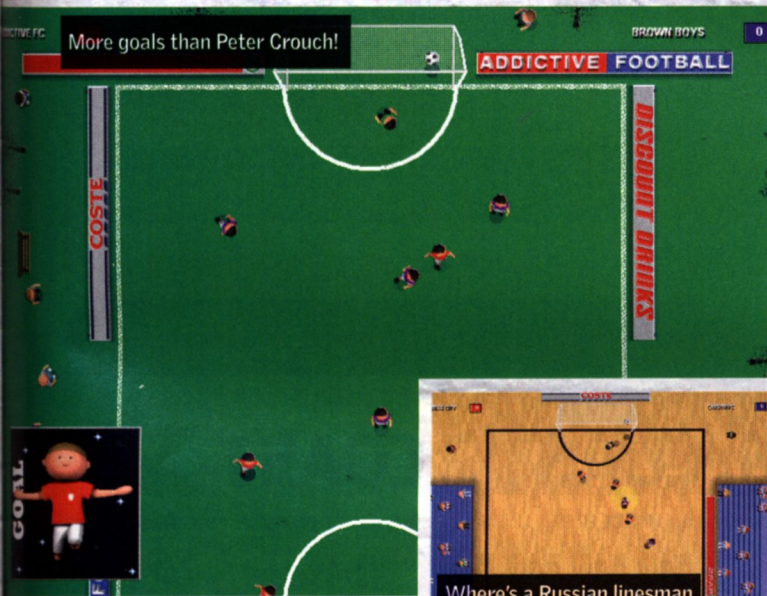 More goals than Peter Crouch!
BROWN BOYS
0
ADDICTIVE FOOTBALL
COSTE
DISCOUNT DRINKS
GOAL
COSTE
Where's a Russian linesman